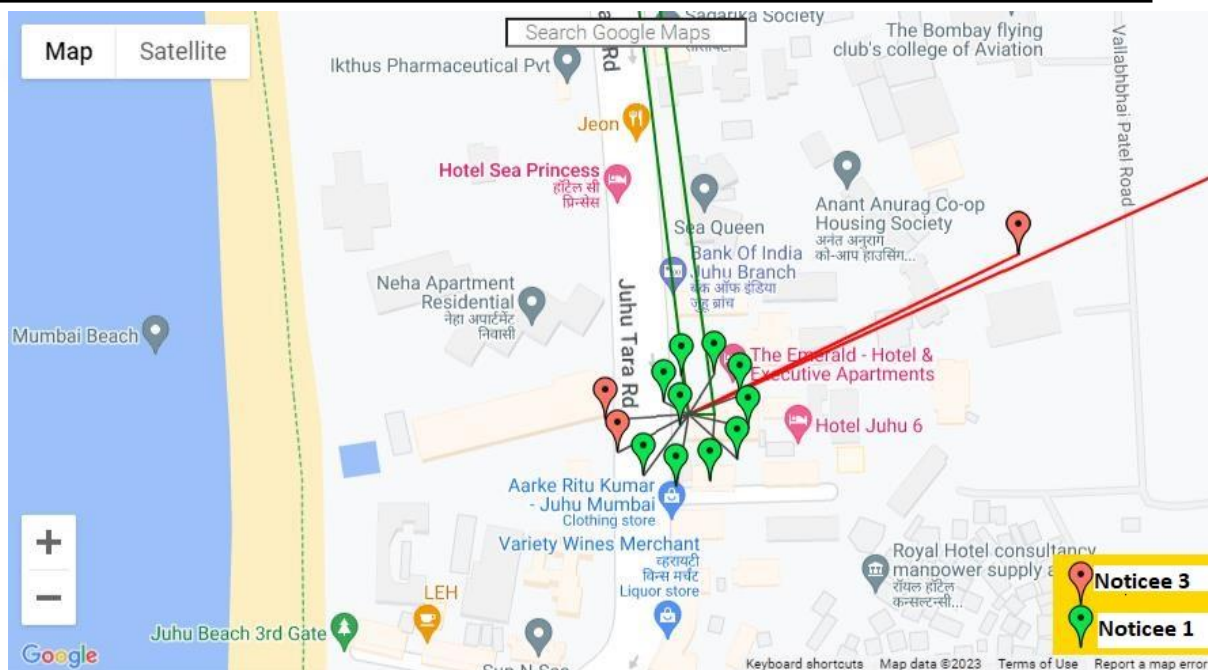 Map
Satellite
Search Google Maps
Sagarika Society
The Bombay flying
club's college of Aviation
Vallabhbhai Patel Road
Ikthus Pharmaceutical Pvt
Rd
Jeon
Hotel Sea Princess
हॉटेल सी
प्रिन्सेस
Sea Queen
Anant Anurag Co-op
Housing Society
अनंत अनुराग
को-आप हाउसिंग...
Bank Of India
Juhu Branch
बँक ऑफ इंडिया
जुहू ब्रांच
Neha Apartment
Residential
नेहा अपार्टमेंट
निवासी
Juhu Tara Rd
Mumbai Beach
The Emerald - Hotel &
Executive Apartments
Hotel Juhu 6
Aarke Ritu Kumar
- Juhu Mumbai
Clothing store
Variety Wines Merchant
व्हरायटी
विन्स मर्चंट
Liquor store
Royal Hotel consultancy
manpower supply a
रॉयल हॉटेल
कन्सल्टन्सी...
LEH
Juhu Beach 3rd Gate
Sun N Sea
Noticee 3
Noticee 1
Google
Keyboard shortcuts
Map data ©2023
Terms of Use
Report a map error